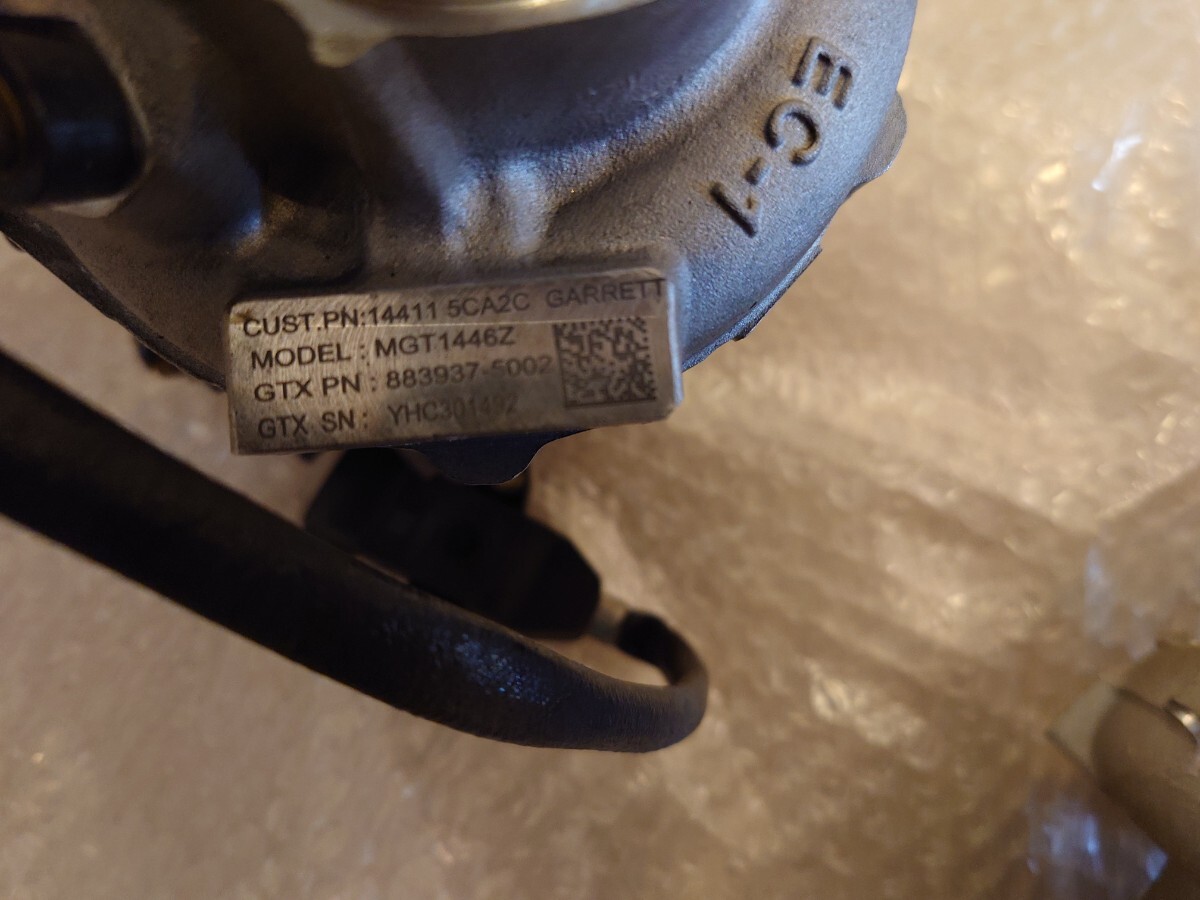 EC-1
CUST.PN:14411 5CA2C GARRETT
MODEL : MGT1446Z
GTX PN : 883937-5002
GTX SN : YHC301492